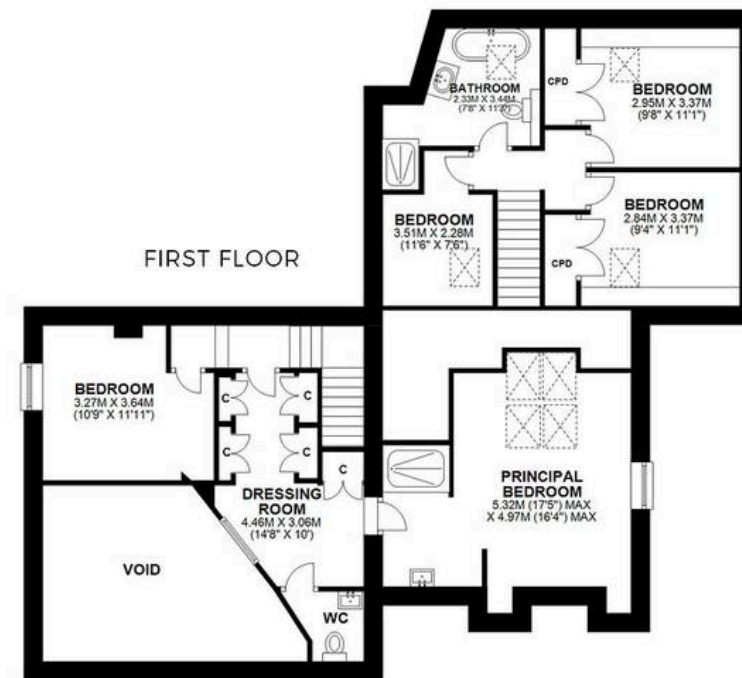 BATHROOM
2.33M X 3.44M
(7'8" X 11'3")
CPD
BEDROOM
2.95M X 3.37M
(9'8" X 11'1")
BEDROOM
3.51M X 2.28M
(11'6" X 7'6")
BEDROOM
2.84M X 3.37M
(9'4" X 11'1")
CPD
FIRST FLOOR
BEDROOM
3.27M X 3.64M
(10'9" X 11'11")
C
C
C
C
C
DRESSING
ROOM
4.46M X 3.06M
(14'8" X 10')
PRINCIPAL
BEDROOM
5.32M (17'5") MAX
X 4.97M (16'4") MAX
VOID
WC